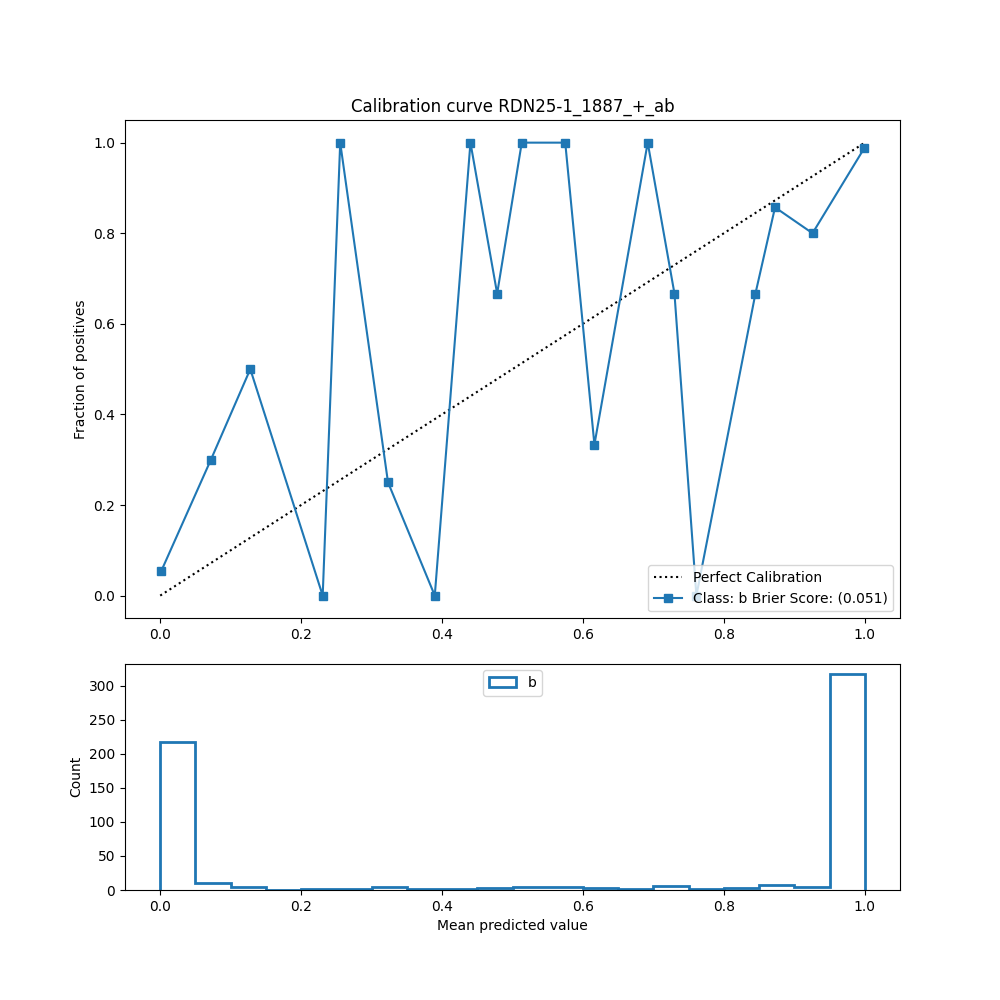 Calibration curve RDN25-1_1887_+_ab
Fraction of positives
1.0
0.8
0.6
0.4
0.2
0.0
Perfect Calibration
Class: b Brier Score: (0.051)
0.0 0.2 0.4 0.6 0.8 1.0
b
Count
300
250
200
150
100
50
0
0.0 0.2 0.4 0.6 0.8 1.0
Mean predicted value